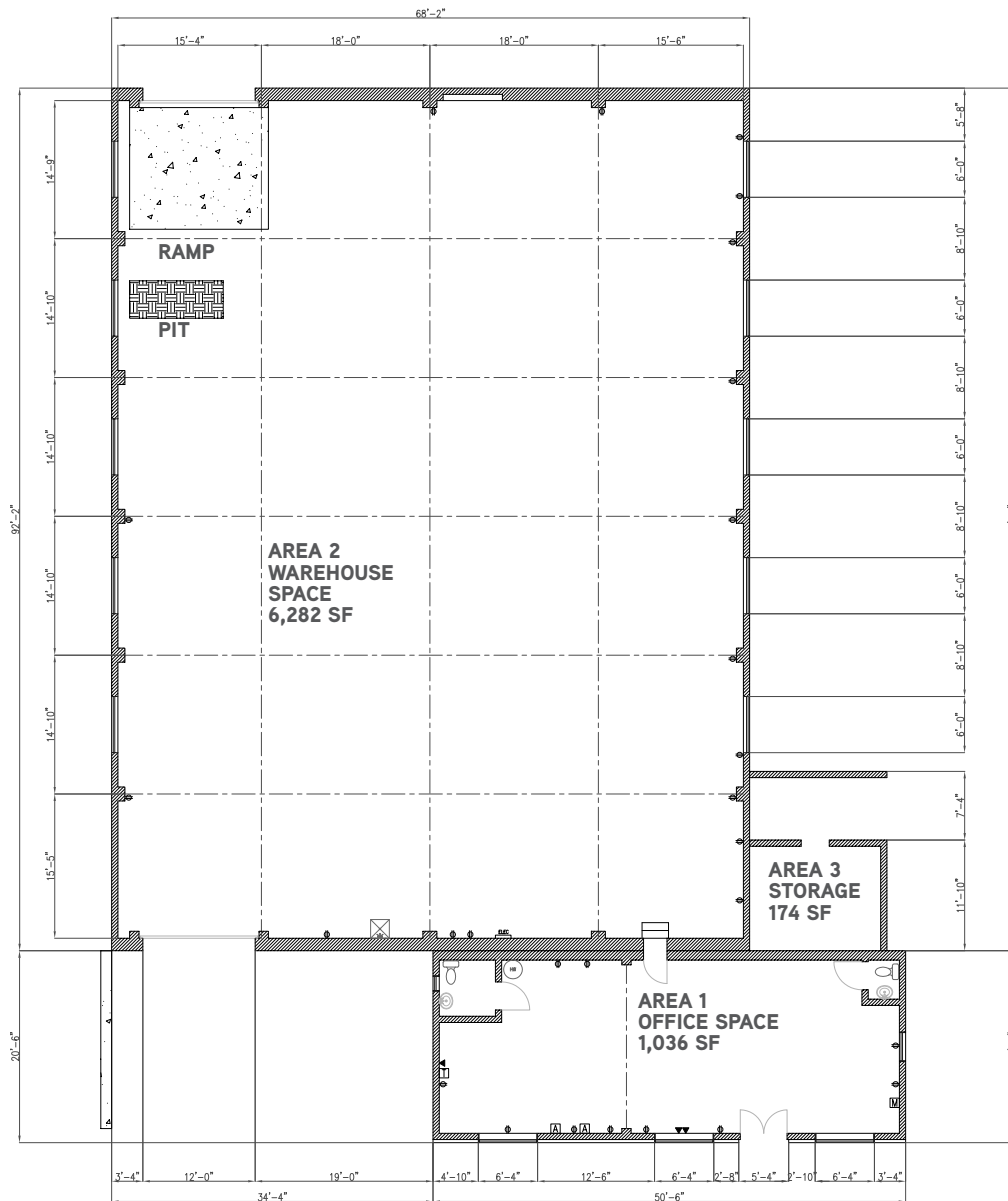 68'-2"
15'-4"
18'-0"
18'-0"
15'-6"
92'-2"
14'-9"
14'-10"
14'-10"
14'-10"
14'-10"
15'-5"
20'-6"
5'-8"
6'-0"
8'-10"
6'-0"
8'-10"
6'-0"
8'-10"
6'-0"
8'-10"
6'-0"
7'-4"
11'-10"
RAMP
PIT
AREA 2
WAREHOUSE
SPACE
6,282 SF
AREA 3
STORAGE
174 SF
ELEC
HB
AREA 1
OFFICE SPACE
1,036 SF
T
M
A
A
3'-4"
12'-0"
19'-0"
4'-10"
6'-4"
12'-6"
6'-4"
2'-8"
5'-4"
2'-10"
6'-4"
3'-4"
34'-4"
50'-6"